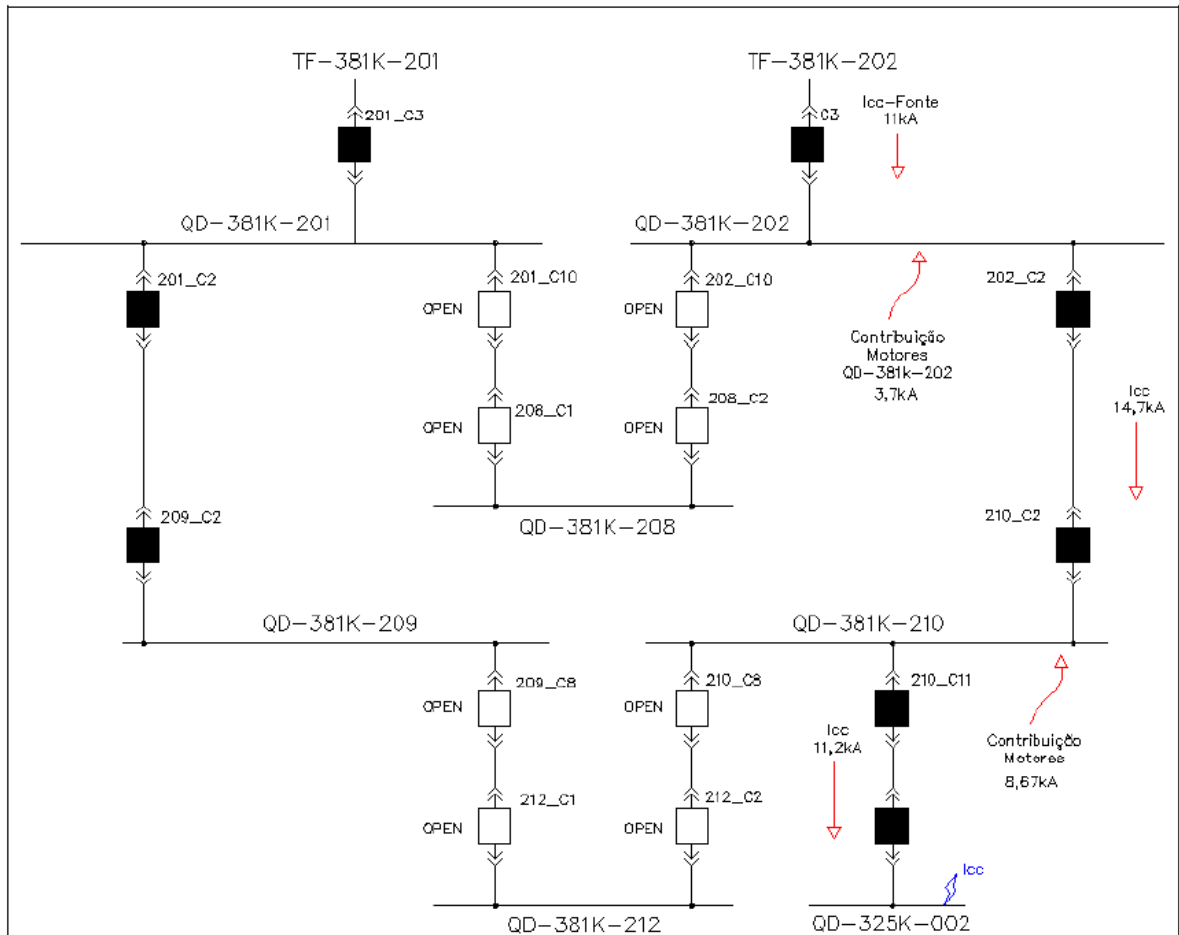 TF-381K-201
TF-381K-202
201_C3
C3
Icc-Fonte
11kA
QD-381K-201
QD-381K-202
201_C2
201_C10
202_C10
202_C2
OPEN
OPEN
Contribuição
Motores
QD-381k-202
3,7kA
Icc
14,7kA
208_C1
208_C2
OPEN
OPEN
209_C2
210_C2
QD-381K-208
QD-381K-209
QD-381K-210
209_C8
210_C8
210_C11
OPEN
OPEN
Icc
11,2kA
Contribuição
Motores
8,67kA
212_C1
212_C2
OPEN
OPEN
Icc
QD-381K-212
QD-325K-002